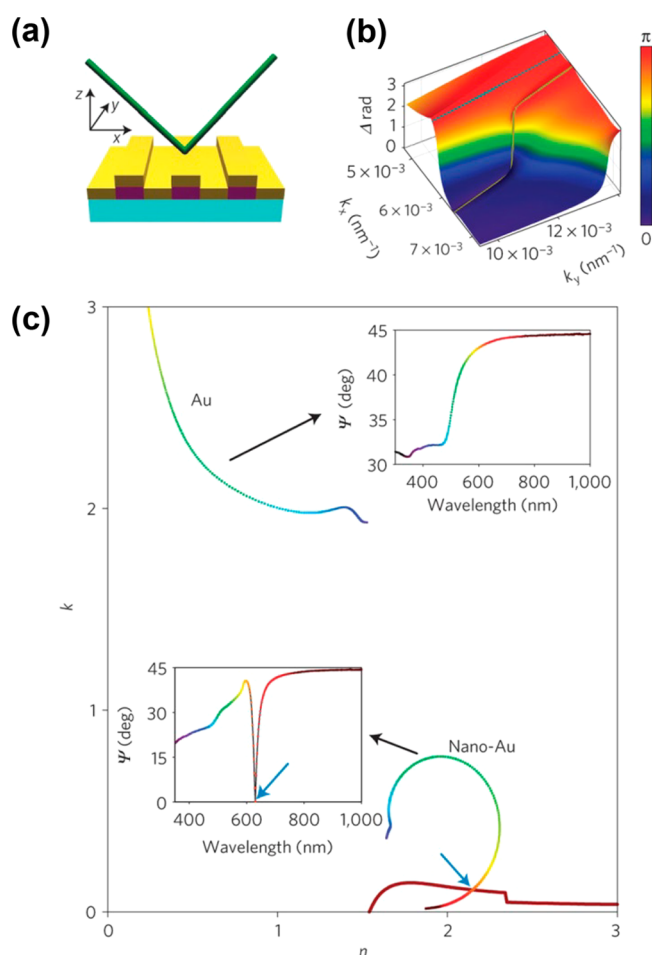 (a)
z
y
x
(b)
Δ rad
3
2
1
0
5 × 10⁻³
6 × 10⁻³
7 × 10⁻³
kₓ (nm⁻¹)
12 × 10⁻³
10 × 10⁻³
k_y (nm⁻¹)
π
0
(c)
3
2
1
0
k
0
1
2
3
n
Au
45
40
35
30
Ψ (deg)
400
600
800
1,000
Wavelength (nm)
45
30
15
0
Ψ (deg)
400
600
800
1,000
Wavelength (nm)
Nano-Au